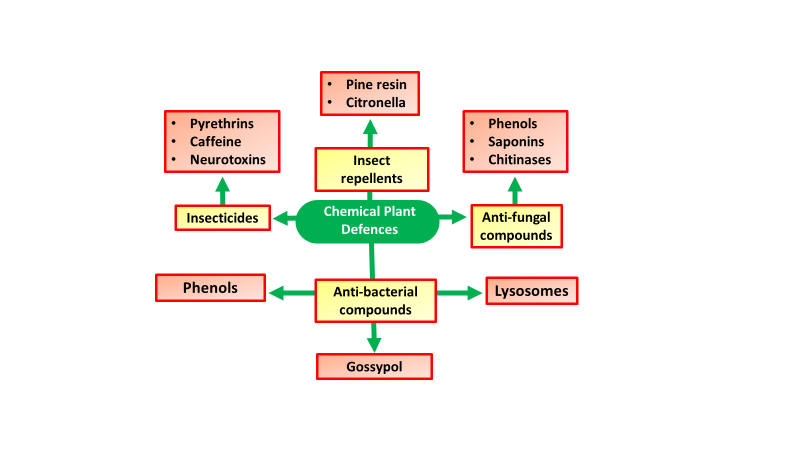 • Pine resin
• Citronella
• Pyrethrins
• Caffeine
• Neurotoxins
• Phenols
• Saponins
• Chitinases
Insect
repellents
Insecticides
Chemical Plant
Defences
Anti-fungal
compounds
Phenols
Anti-bacterial
compounds
Lysosomes
Gossypol